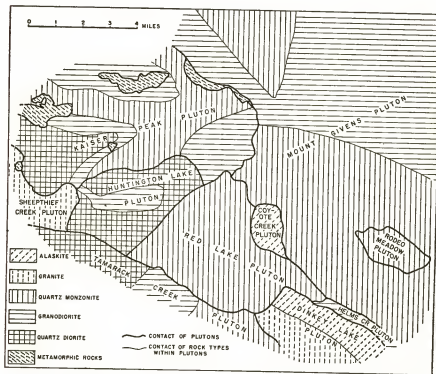 0 1 2 3 4
MILES
KAISER PEAK PLUTON
MOUNT GIVENS PLUTON
HUNTINGTON LAKE
PLUTON
SHEEPTHIEF
CREEK PLUTON
COY-
OTE
CREEK
PLUTON
RODEO
MEADOW
PLUTON
RED LAKE PLUTON
TAMARACK CREEK PLUTON
DINKEY LAKE
PLUTON
HELMS PLUTON
ALASKITE
GRANITE
QUARTZ MONZONITE
GRANODIORITE
QUARTZ DIORITE
METAMORPHIC ROCKS
CONTACT OF PLUTONS
CONTACT OF ROCK TYPES
WITHIN PLUTONS